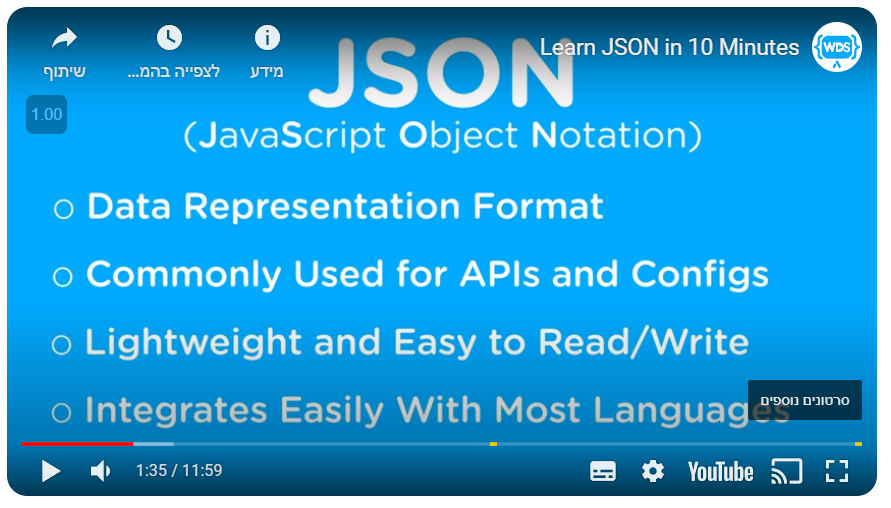 Learn JSON in 10 Minutes
WDS
מידע
לצפייה בהמ...
שיתוף
1.00
JSON
(JavaScript Object Notation)
Data Representation Format
Commonly Used for APIs and Configs
Lightweight and Easy to Read/Write
Integrates Easily With Most Languages
סרטונים נוספים
1:35 / 11:59
YouTube